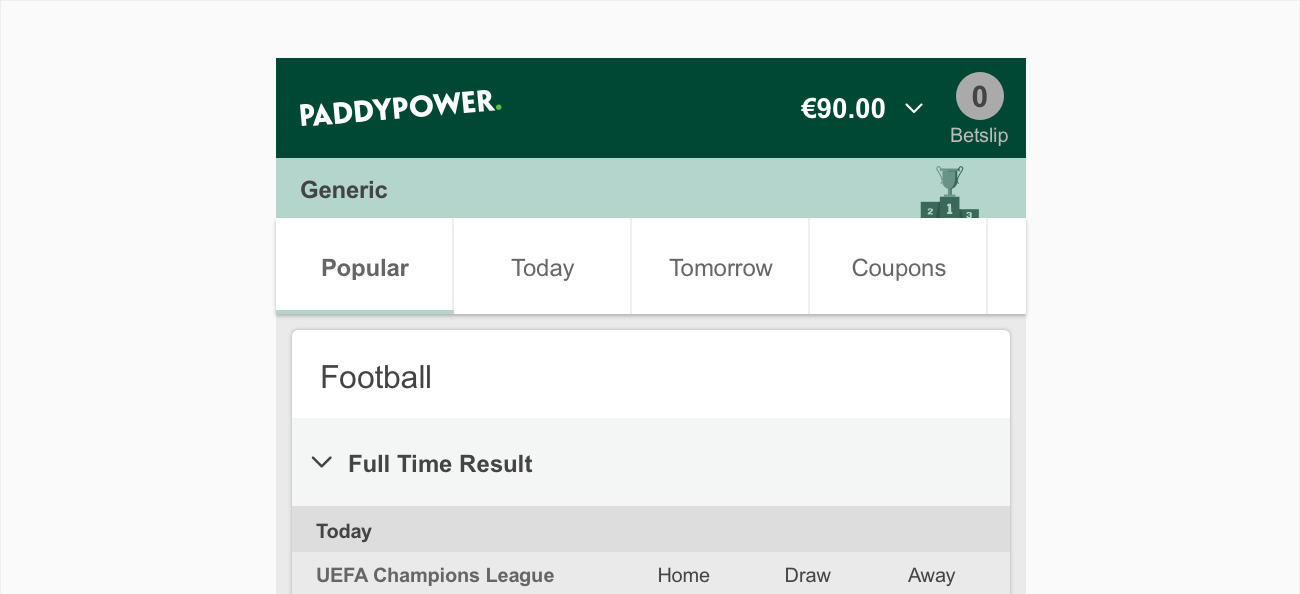 PADDYPOWER.
€90.00
0
Betslip
Generic
2 1 3
Popular Today Tomorrow Coupons
Football
Full Time Result
Today
UEFA Champions League Home Draw Away